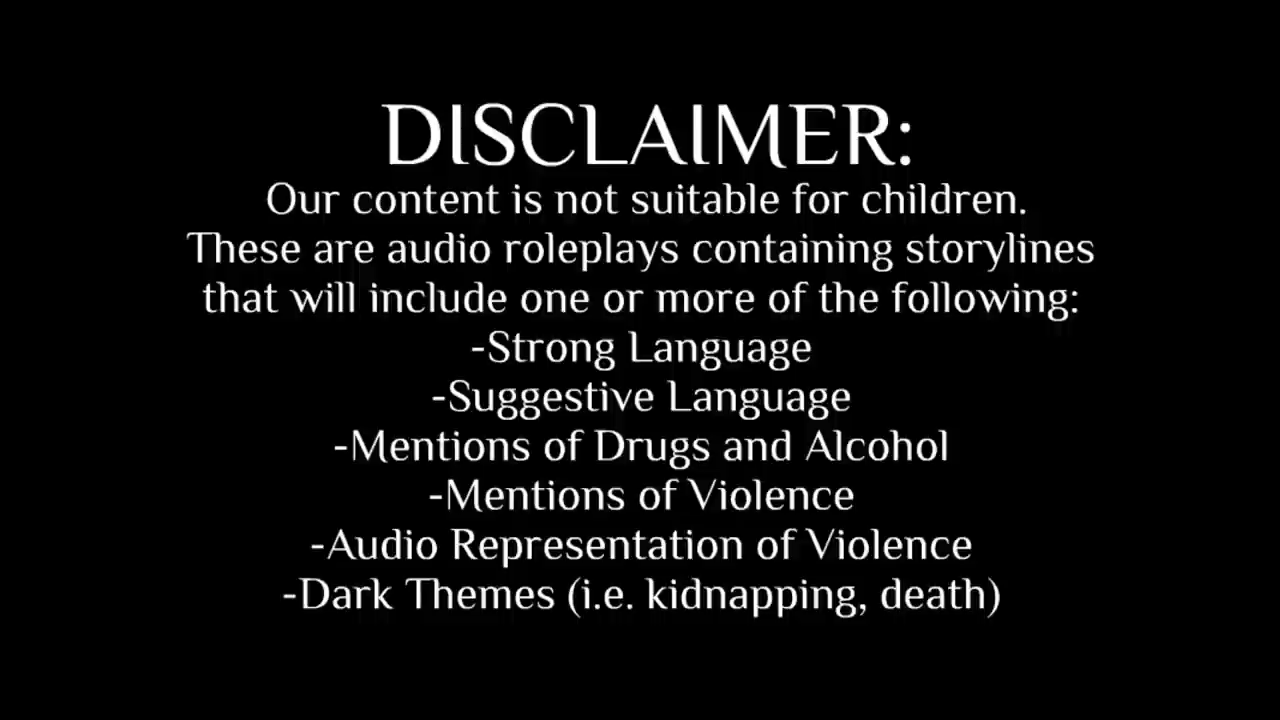 DISCLAIMER:
Our content is not suitable for children.
These are audio roleplays containing storylines
that will include one or more of the following:
-Strong Language
-Suggestive Language
-Mentions of Drugs and Alcohol
-Mentions of Violence
-Audio Representation of Violence
-Dark Themes (i.e. kidnapping, death)